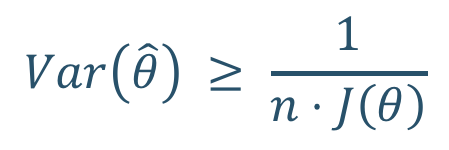 Var(θ̂) ≥ 1 / (n · J(θ))